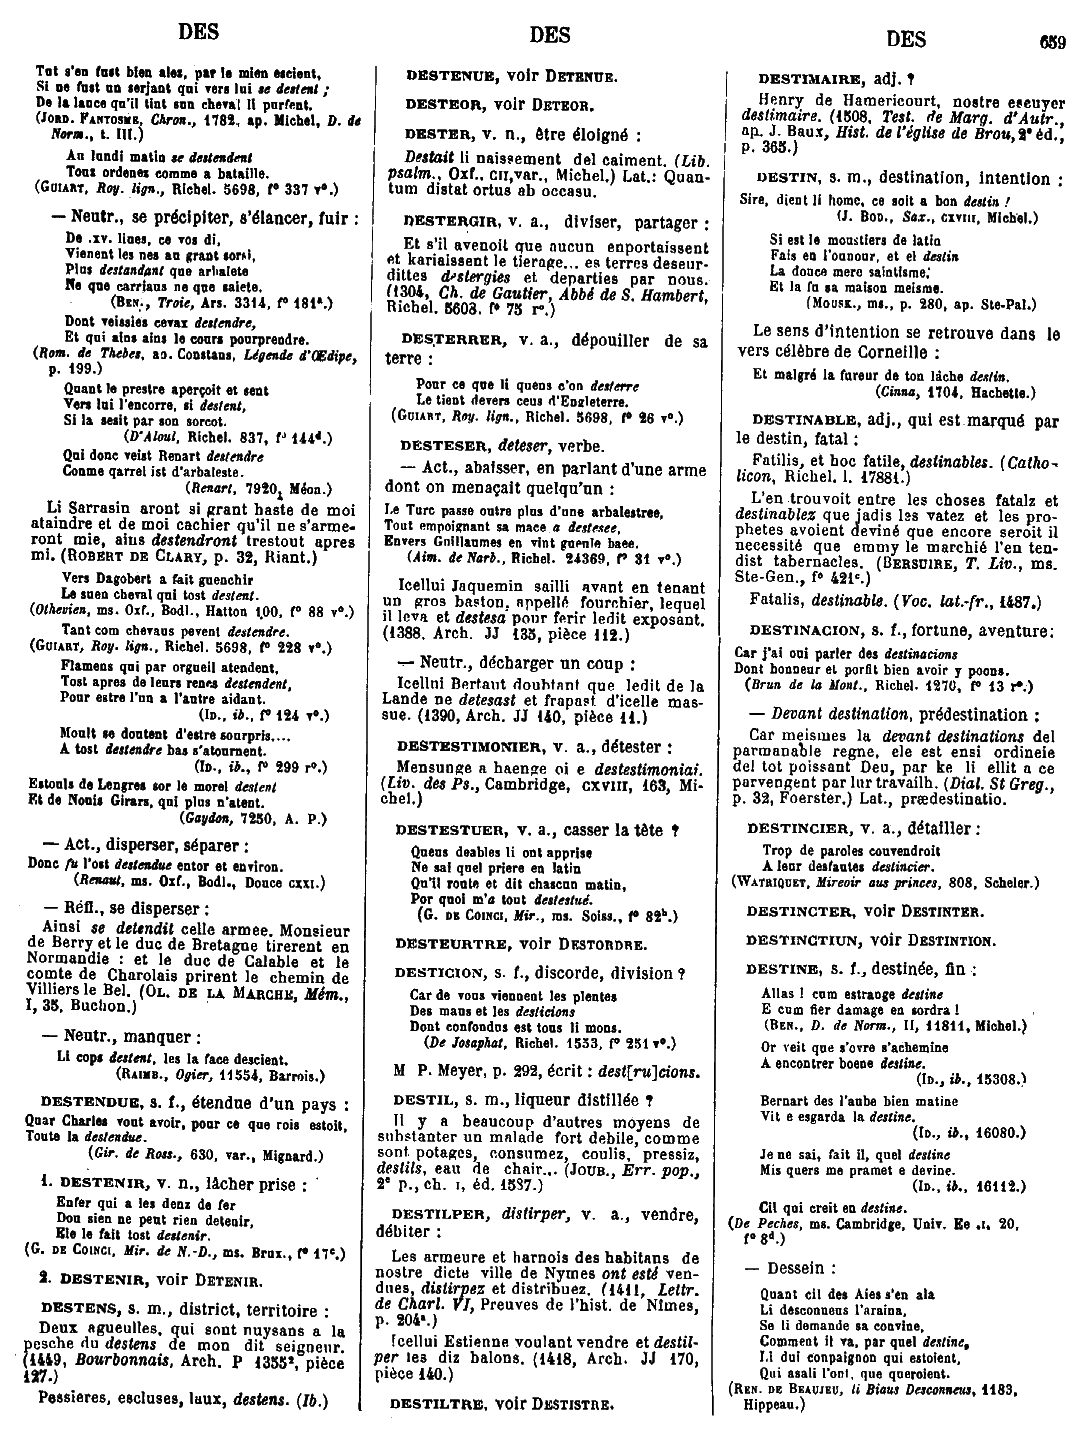 DES
DES
DES
659
Tot s'en fust bien alez, par le mien escient,
Si ne fust un serjant qui vers lui se destent ;
De la lance qu'il tint son cheval li purfent.
(JORD. FANTOSME, Chron., 1782, ap. Michel, D. de
Norm., t. III.)
Au lundi matin se destendent
Touz ordenez comme a bataille.
(GUIART, Roy. lign., Richel. 5698, f° 337 v°.)
— Neutr., se précipiter, s'élancer, fuir :
De .xv. liues, ce vos di,
Vienent les nes au grant sorsi,
Plus destandant que arbalete
Ne que carriaus ne que saiete.
(BEN., Troie, Ars. 3314, f° 181ª.)
Dont veissies cevaz destendre,
Et qui ains ains le cours pourprendre.
(Rom. de Thebes, ap. Constans, Légende d'Œdipe,
p. 199.)
Quant le prestre aperçoit et sent
Vers lui l'encorre, si destent,
Si la sesit par son sorcot.
(D'Aloul, Richel. 837, f° 144ᵈ.)
Qui donc veist Renart destendre
Conme qarrel ist d'arbaleste.
(Renart, 7920, Méon.)
Li Sarrasin aront si grant haste de moi
ataindre et de moi cachier qu'il ne s'arme-
ront mie, ains destendront trestout apres
mi. (ROBERT DE CLARY, p. 32, Riant.)
Vers Dagobert a fait guenchir
Le suen cheval qui tost destent.
(Othevien, ms. Oxf., Bodl., Hatton 100, f° 88 v°.)
Tant com chevaus pevent destendre.
(GUIART, Roy. lign., Richel. 5698, f° 228 v°.)
Flamens qui par orgueil atendent,
Tost apres de leurs renes destendent,
Pour estre l'un a l'autre aidant.
(ID., ib., f° 124 v°.)
Moult se doutent d'estre sourpris....
A tost destendre bas s'atournent.
(ID., ib., f° 299 r°.)
Estouls de Lengres sor le morel destent
Et de Nonis Girars, qui plus n'atent.
(Gaydon, 7250, A. P.)
— Act., disperser, séparer :
Donc fu l'ost destendue entor et environ.
(Renaut, ms. Oxf., Bodl., Douce CXXI.)
— Réfl., se disperser :
Ainsi se detendit celle armee. Monsieur
de Berry et le duc de Bretagne tirerent en
Normandie : et le duc de Calable et le
comte de Charolais prirent le chemin de
Villiers le Bel. (OL. DE LA MARCHE, Mém.,
I, 35, Buchon.)
— Neutr., manquer :
Li cops destent, les la face descient.
(RAIMB., Ogier, 11554, Barrois.)
DESTENDUE, s. f., étendue d'un pays :
Quar Charles vout avoir, pour ce que rois estoit,
Toute la destendue.
(Gir. de Ross., 630, var., Mignard.)
1. DESTENIR, v. n., lâcher prise :
Enfer qui a les denz de fer
Dou sien ne peut rien detenir,
Ele le fait tost destenir.
(G. DE COINCI, Mir. de N.-D., ms. Brux., f° 17ᶜ.)
2. DESTENIR, voir DETENIR.
DESTENS, s. m., district, territoire :
Deux agueulles, qui sont nuysans a la
pesche du destens de mon dit seigneur.
(1449, Bourbonnais, Arch. P 1355², pièce
127.)
Pessieres, escluses, laux, destens. (Ib.)
DESTENUE, voir DETENUE.
DESTEOR, voir DETEOR.
DESTER, v. n., être éloigné :
Destait li naissement del caiment. (Lib.
psalm., Oxf., CII, var., Michel.) Lat.: Quan-
tum distat ortus ab occasu.
DESTERGIR, v. a., diviser, partager :
Et s'il avenoit que aucun enportaissent
et kariaissent le tierage... es terres deseur-
dittes destergies et departies par nous.
(1304, Ch. de Gautier, Abbé de S. Hambert,
Richel. 5603, f° 75 r°.)
DESTERRER, v. a., dépouiller de sa
terre :
Pour ce que li quens c'on desterre
Le tient devers ceus d'Engleterre.
(GUIART, Roy. lign., Richel. 5698, f° 26 v°.)
DESTESER, deteser, verbe.
— Act., abaisser, en parlant d'une arme
dont on menaçait quelqu'un :
Le Turc passe outre plus d'une arbalestree,
Tout empoignant sa mace a destesee,
Envers Guillaumes en vint gueule baee.
(Aim. de Narb., Richel. 24369, f° 31 v°.)
Icellui Jaquemin sailli avant en tenant
un gros baston, appellé fourchier, lequel
il leva et destesa pour ferir ledit exposant.
(1388, Arch. JJ 135, pièce 112.)
— Neutr., décharger un coup :
Icellui Bertaut doubtant que ledit de la
Lande ne detesast et frapast d'icelle mas-
sue. (1390, Arch. JJ 140, pièce 11.)
DESTESTIMONIER, v. a., détester :
Mensunge a haenge oi e destestimoniai.
(Liv. des Ps., Cambridge, CXVIII, 163, Mi-
chel.)
DESTESTUER, v. a., casser la tête ?
Queus deables li ont apprise
Ne sai quel priere en latin
Qu'il route et dit chascun matin,
Por quoi m'a tout destestué.
(G. DE COINCI, Mir., ms. Soiss., f° 82ᵇ.)
DESTEURTRE, voir DESTORDRE.
DESTICION, s. f., discorde, division ?
Car de vous viennent les plentes
Des maus et les desticions
Dont confondus est tous li mons.
(De Josaphat, Richel. 1553, f° 251 v°.)
M P. Meyer, p. 292, écrit : dest[ru]cions.
DESTIL, s. m., liqueur distillée ?
Il y a beaucoup d'autres moyens de
substanter un malade fort debile, comme
sont potages, consumez, coulis, pressiz,
destils, eau de chair... (JOUB., Err. pop.,
2ᵉ p., ch. I, éd. 1587.)
DESTILPER, distirper, v. a., vendre,
débiter :
Les armeure et harnois des habitans de
nostre dicte ville de Nymes ont esté ven-
dues, distirpez et distribuez. (1411, Lettr.
de Charl. VI, Preuves de l'hist. de Nîmes,
p. 204ª.)
Icellui Estienne voulant vendre et destil-
per les diz balons. (1418, Arch. JJ 170,
pièce 140.)
DESTILTRE, voir DESTISTRE.
DESTIMAIRE, adj. ?
Henry de Hamericourt, nostre escuyer
destimaire. (1508, Test. de Marg. d'Autr.,
ap. J. Baux, Hist. de l'église de Brou, 2ᵉ éd.,
p. 365.)
DESTIN, s. m., destination, intention :
Sire, dient li home, ce soit a bon destin !
(J. BOD., Sax., CXVIII, Michel.)
Si est le moustiers de latin
Fais en l'ounour, et el destin
La douce mere saintisme;
Et la fu sa maison meisme.
(MOUSK., ms., p. 280, ap. Ste-Pal.)
Le sens d'intention se retrouve dans le
vers célèbre de Corneille :
Et malgré la fureur de ton lâche destin.
(Cinna, 1704, Hachette.)
DESTINABLE, adj., qui est marqué par
le destin, fatal :
Fatilis, et hoc fatile, destinables. (Catho-
licon, Richel. l. 17881.)
L'en trouvoit entre les choses fatalz et
destinablez que jadis les vatez et les pro-
phetes avoient deviné que encore seroit il
necessité que emmy le marchié l'en ten-
dist tabernacles. (BERSUIRE, T. Liv., ms.
Ste-Gen., f° 421ᶜ.)
Fatalis, destinable. (Voc. lat.-fr., 1487.)
DESTINACION, s. f., fortune, aventure:
Car j'ai oui parler des destinacions
Dont honneur et porfit bien avoir y poons.
(Brun de la Mont., Richel. 1270, f° 13 r°.)
— Devant destination, prédestination :
Car meismes la devant destinations del
parmanable regne, ele est ensi ordineie
del tot poissant Deu, par ke li ellit a ce
parvengent par lur travailh. (Dial. St Greg.,
p. 32, Foerster.) Lat., prædestinatio.
DESTINCIER, v. a., détailler :
Trop de paroles couvendroit
A leur desfautes destincier.
(WATRIQUET, Mireoir aus princes, 808, Scheler.)
DESTINCTER, voir DESTINTER.
DESTINCTIUN, voir DESTINTION.
DESTINE, s. f., destinée, fin :
Allas ! cum estrange destine
E cum fier damage en sordra !
(BEN., D. de Norm., II, 11811, Michel.)
Or veit que s'ovre s'achemine
A encontrer boene destine.
(ID., ib., 15308.)
Bernart des l'aube bien matine
Vit e esgarda la destine.
(ID., ib., 16080.)
Je ne sai, fait il, quel destine
Mis quers me pramet e devine.
(ID., ib., 16112.)
Cil qui creit en destine.
(De Peches, ms. Cambridge, Univ. Ee .I. 20,
f° 8ᵈ.)
— Dessein :
Quant cil des Aies s'en ala
Li desconneus l'araina,
Se li demande sa convine,
Comment il va, par quel destine,
Li dui conpaignon qui estoient,
Qui asali l'ont, que queroient.
(REN. DE BEAUJEU, li Biaus Desconneus, 1183,
Hippeau.)